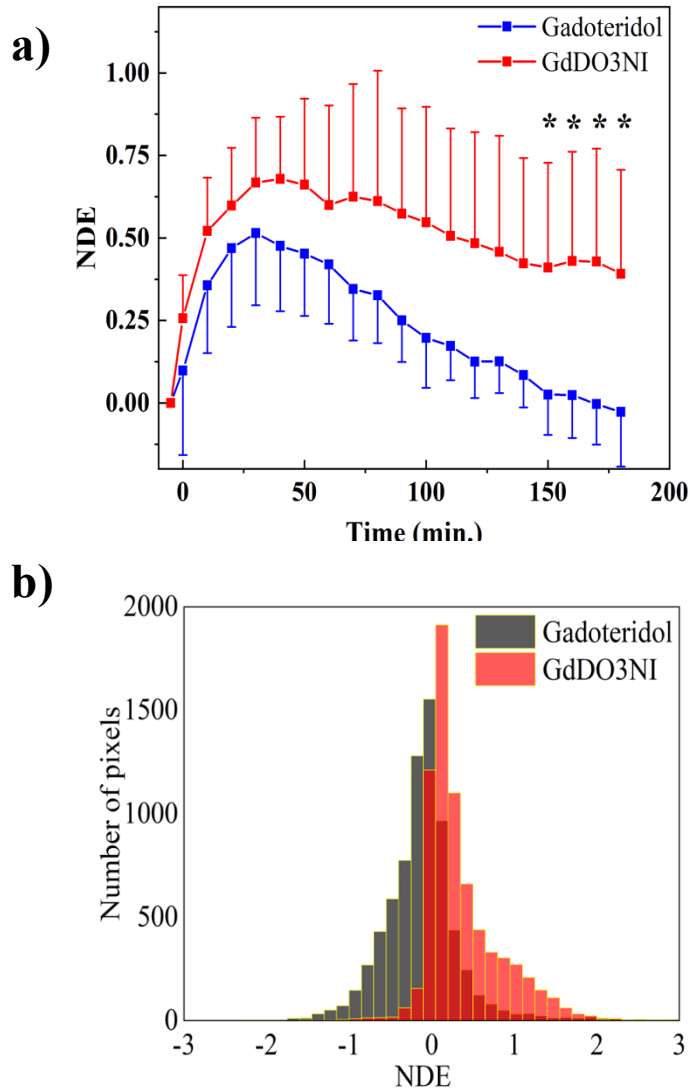 a)
Gadoteridol
GdDO3NI
1.00
0.75
0.50
0.25
0.00
NDE
* * * *
0 50 100 150 200
Time (min.)
b)
2000
1500
1000
500
0
Number of pixels
Gadoteridol
GdDO3NI
-3 -2 -1 0 1 2 3
NDE